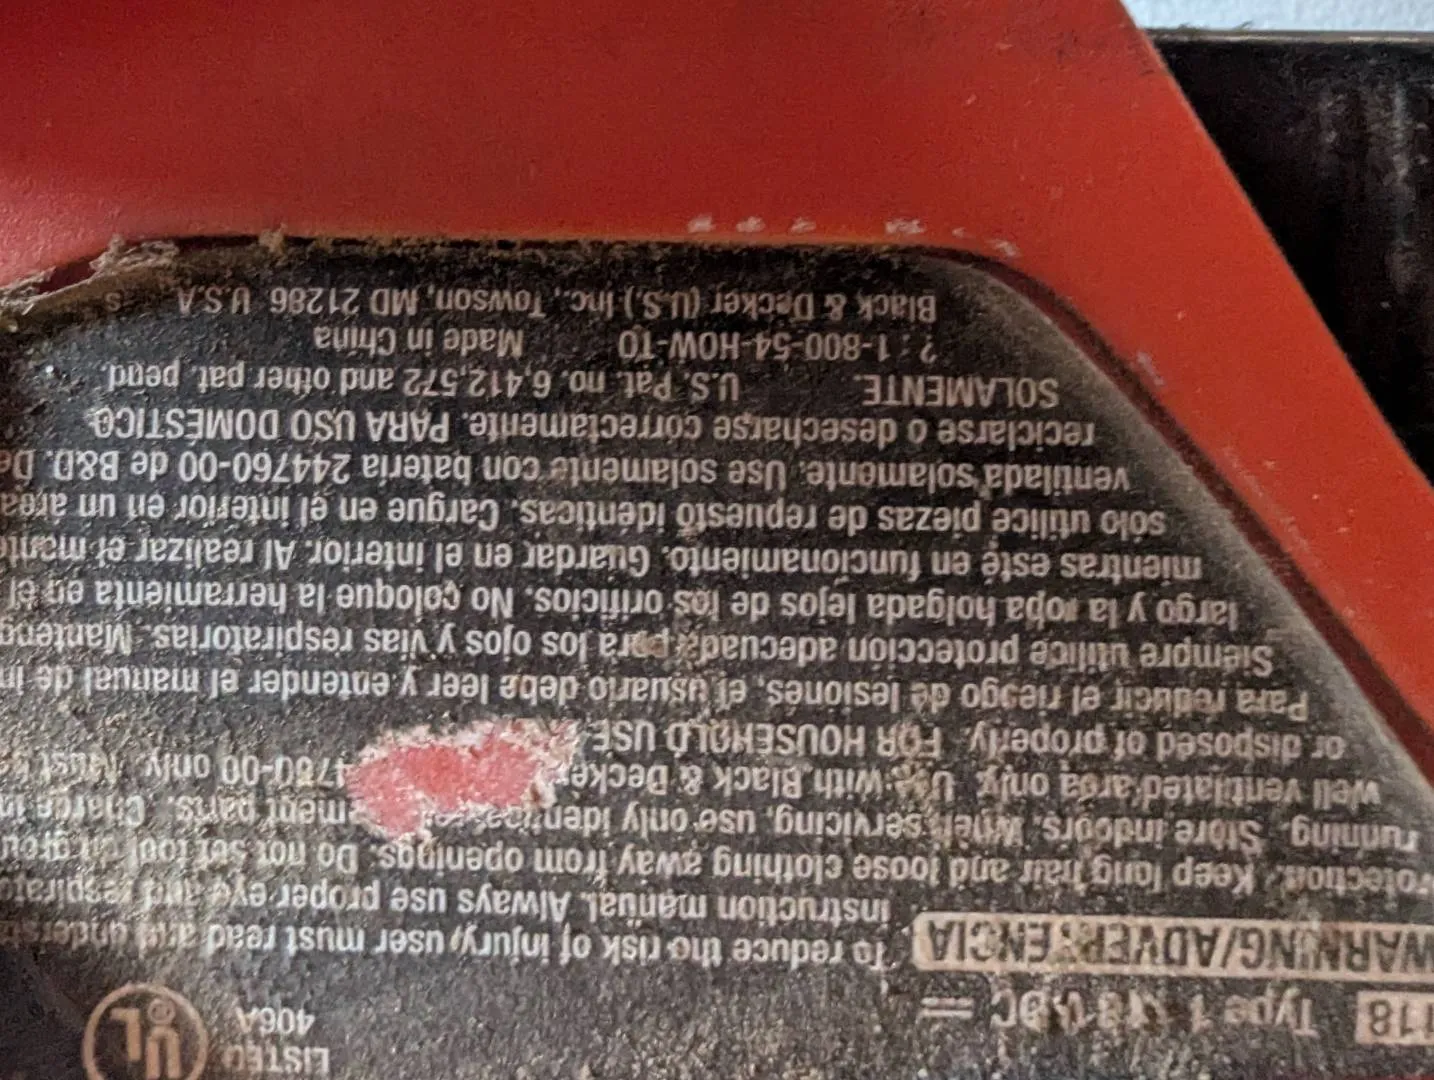 LISTED
406A
UL
118 Type 1 18 VDC
WARNING/ADVERTENCIA To reduce the risk of injury, user must read and
instruction manual. Always use proper eye and
Keep long hair and loose clothing away from openings. Do not
running. Store indoors. When servicing, use only parts. Charge
well ventilated area only. Use with Black & Decker only. Must
or disposed of properly. FOR HOUSEHOLD USE
Para reducir el riesgo de lesiones, el usuario debe leer y entender el manual de
Siempre utilice protección adecuada para los ojos y vías respiratorias.
largo y la ropa holgada lejos de los orificios. No coloque la herramienta en el
mientras esté en funcionamiento. Guardar en el interior. Al realizar el
sólo utilice piezas de repuesto idénticas. Cargue en el interior en un área
ventilada solamente. Use solamente con batería 244760-00 de B&D.
reciclarse o desecharse correctamente. PARA USO DOMÉSTICO
SOLAMENTE. U.S. Pat. no. 6,412,572 and other pat. pend.
? : 1-800-54-HOW-TO Made in China
Black & Decker (U.S.) Inc., Towson, MD 21286 U.S.A